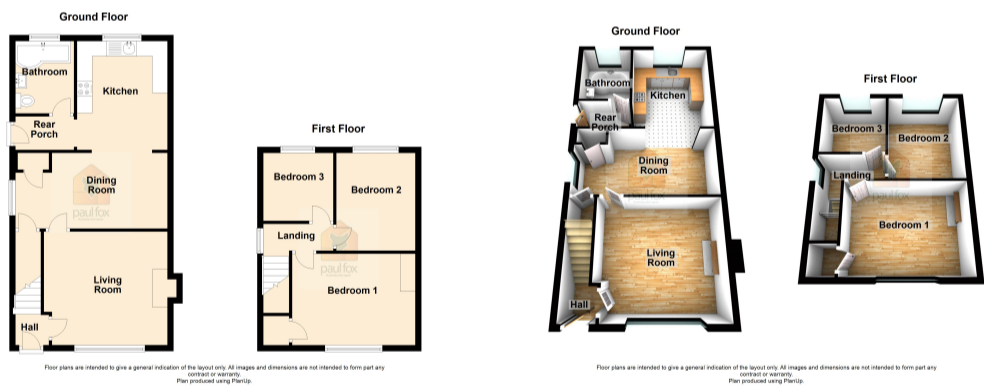 Ground Floor
Bathroom
Kitchen
Rear
Porch
Dining
Room
paul fox
Living
Room
Hall
First Floor
Bedroom 3
Bedroom 2
Landing
paul fox
Bedroom 1
Floor plans are intended to give a general indication of the layout only. All images and dimensions are not intended to form part any
contract or warranty.
Plan produced using PlanUp.
Ground Floor
Bathroom
Kitchen
Rear
Porch
Dining
Room
Living
Room
Hall
First Floor
Bedroom 3
Bedroom 2
Landing
Bedroom 1
Floor plans are intended to give a general indication of the layout only. All images and dimensions are not intended to form part any
contract or warranty.
Plan produced using PlanUp.